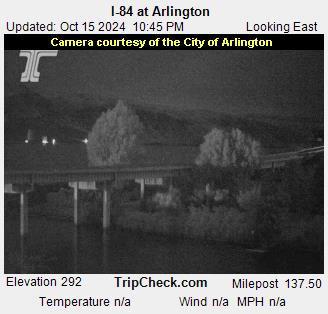 I-84 at Arlington
Updated: Oct 15 2024 10:45 PM Looking East
Camera courtesy of the City of Arlington
Elevation 292 TripCheck.com Milepost 137.50
Temperature n/a Wind n/a MPH n/a